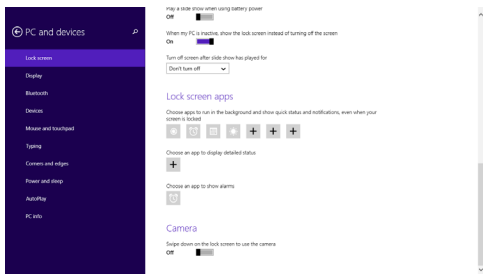 Play a slide show when using battery power
Off
PC and devices
When my PC is inactive, show the lock screen instead of turning off the screen
On
Lock screen
Turn off screen after slide show has played for
Don't turn off
Display
Bluetooth
Devices
Mouse and touchpad
Typing
Corners and edges
Power and sleep
AutoPlay
PC info
Lock screen apps
Choose apps to run in the background and show quick status and notifications, even when your
screen is locked
Choose an app to display detailed status
Choose an app to show alarms
Camera
Swipe down on the lock screen to use the camera
Off